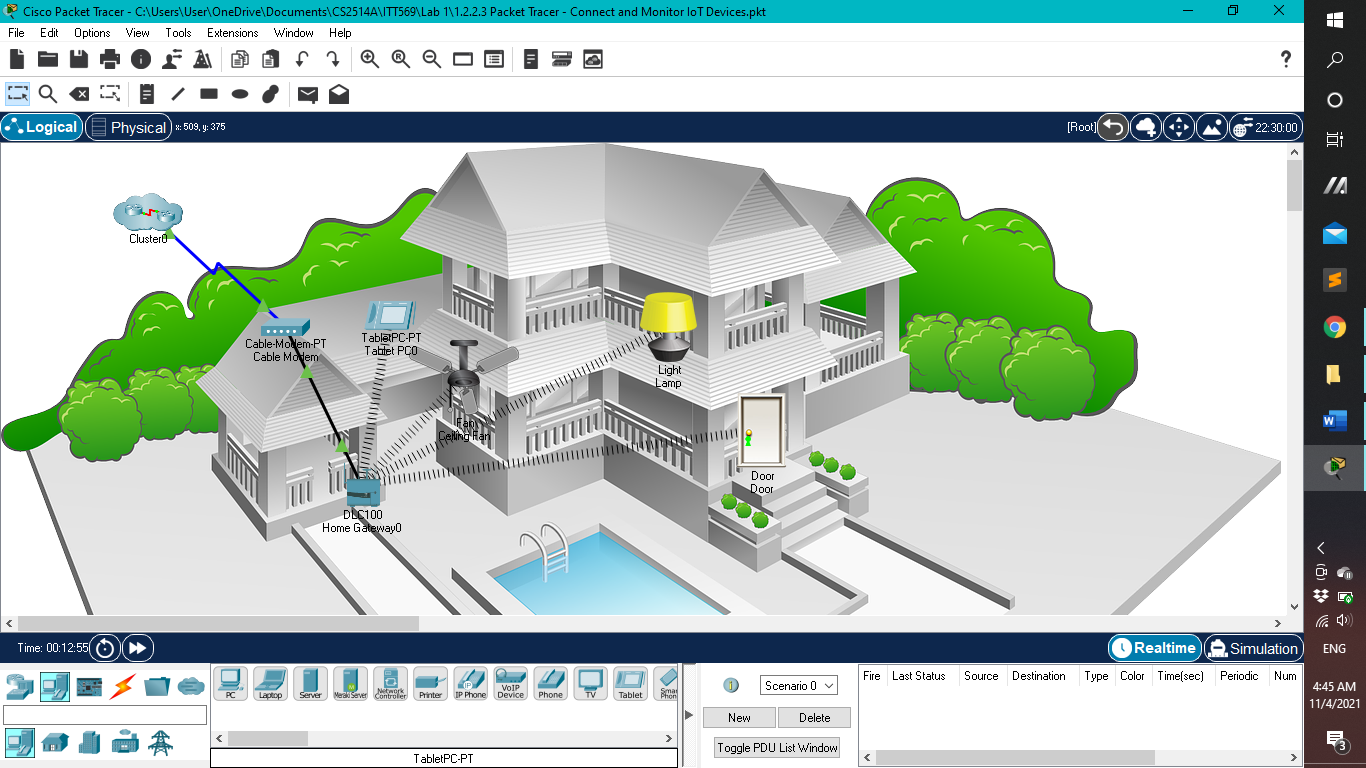 Cisco Packet Tracer - C:\Users\User\OneDrive\Documents\CS2514A\ITT569\Lab 1\1.2.2.3 Packet Tracer - Connect and Monitor IoT Devices.pkt
File Edit Options View Tools Extensions Window Help
?
Logical Physical x: 509, y: 375 [Root] 22:30:00
Cluster0
Cable-Modem-PT
Cable Modem
TabletPC-PT
Tablet PC0
Light
Lamp
Fan
Ceiling Fan
Door
Door
DLC100
Home Gateway0
Time: 00:12:55 Realtime Simulation
PC Laptop Server Meraki Server Network Controller Printer IP Phone VoIP Device Phone TV Tablet Smart Phone
TabletPC-PT
Scenario 0
New Delete
Toggle PDU List Window
Fire Last Status Source Destination Type Color Time(sec) Periodic Num
ENG
4:45 AM
11/4/2021
3